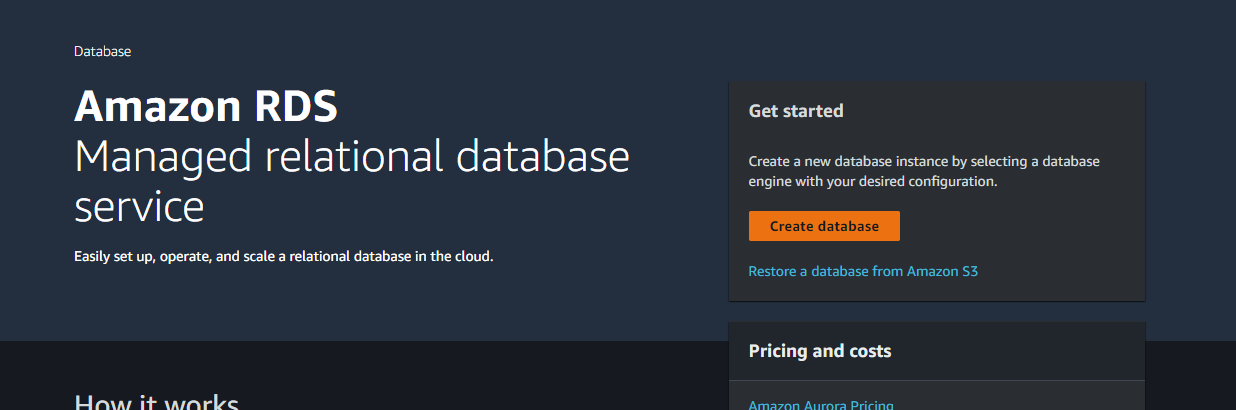 Database
Amazon RDS
Managed relational database
service
Easily set up, operate, and scale a relational database in the cloud.
Get started
Create a new database instance by selecting a database
engine with your desired configuration.
Create database
Restore a database from Amazon S3
Pricing and costs
Amazon Aurora Pricing
How it works